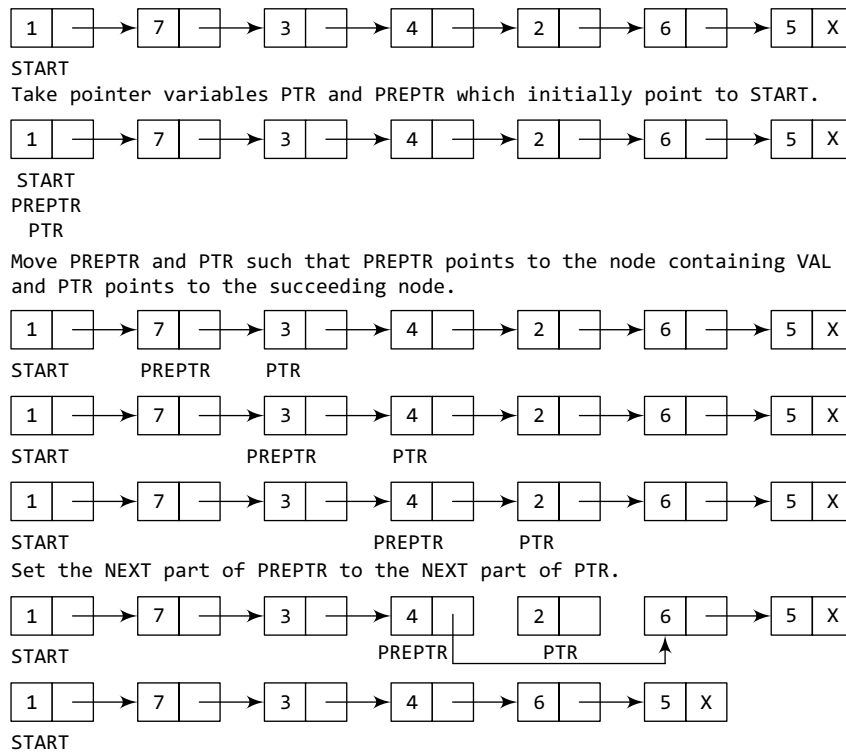 1 7 3 4 2 6 5 X
START
Take pointer variables PTR and PREPTR which initially point to START.
1 7 3 4 2 6 5 X
START
PREPTR
PTR
Move PREPTR and PTR such that PREPTR points to the node containing VAL
and PTR points to the succeeding node.
1 7 3 4 2 6 5 X
START PREPTR PTR
1 7 3 4 2 6 5 X
START PREPTR PTR
1 7 3 4 2 6 5 X
START PREPTR PTR
Set the NEXT part of PREPTR to the NEXT part of PTR.
1 7 3 4 2 6 5 X
START PREPTR PTR
1 7 3 4 6 5 X
START